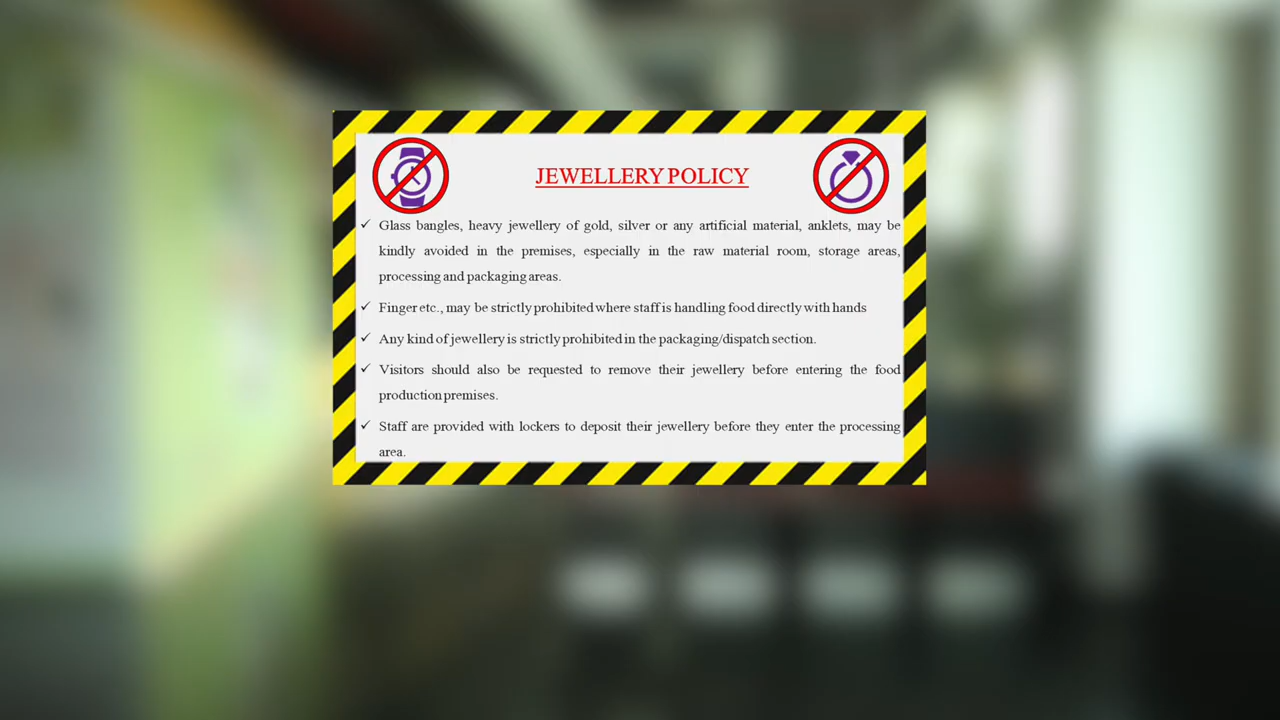 JEWELLERY POLICY
✓ Glass bangles, heavy jewellery of gold, silver or any artificial material, anklets, may be
kindly avoided in the premises, especially in the raw material room, storage areas,
processing and packaging areas.
✓ Finger etc., may be strictly prohibited where staff is handling food directly with hands
✓ Any kind of jewellery is strictly prohibited in the packaging/dispatch section.
✓ Visitors should also be requested to remove their jewellery before entering the food
production premises.
✓ Staff are provided with lockers to deposit their jewellery before they enter the processing
area.